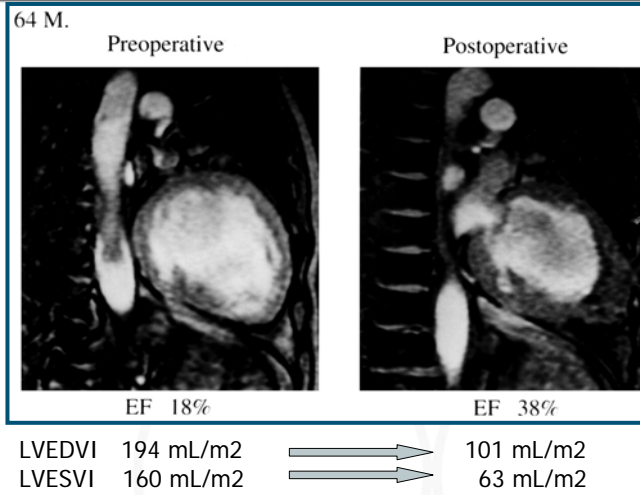 64 M.
Preoperative Postoperative
EF 18% EF 38%
LVEDVI 194 mL/m2 101 mL/m2
LVESVI 160 mL/m2 63 mL/m2